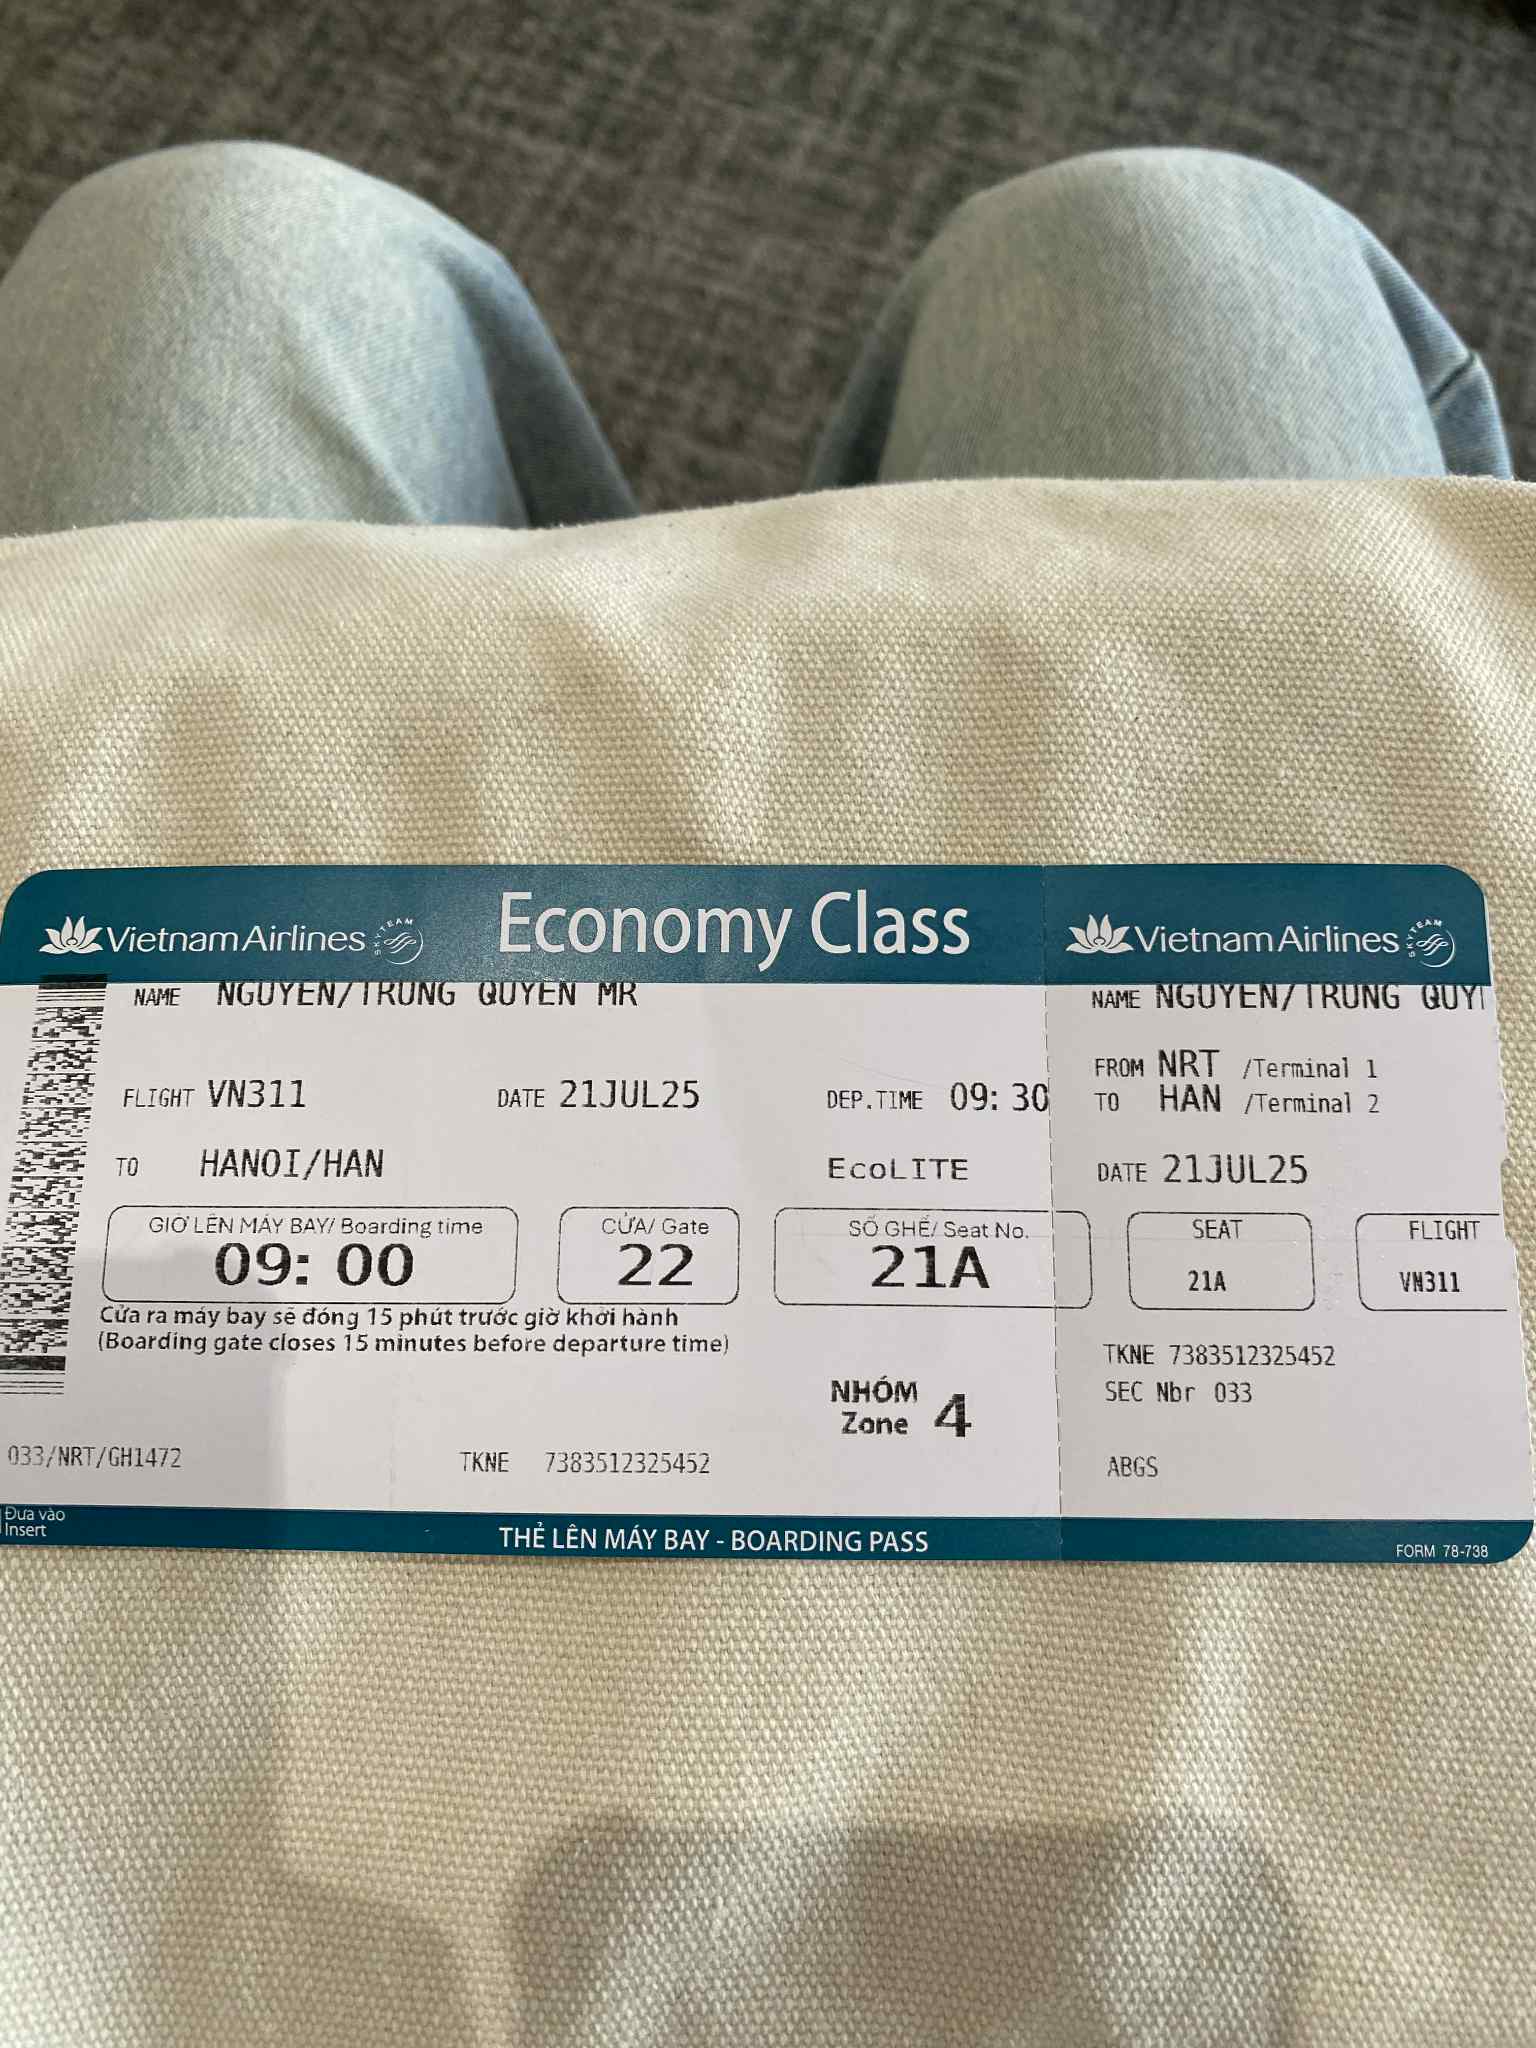 VietnamAirlines SKYTEAM
Economy Class
VietnamAirlines SKYTEAM
NAME NGUYEN/TRUNG QUYEN MR
FLIGHT VN311 DATE 21JUL25 DEP.TIME 09: 30
TO HANOI/HAN EcoLITE
GIỜ LÊN MÁY BAY/ Boarding time
09: 00
CỬA/ Gate
22
SỐ GHẾ/ Seat No.
21A
Cửa ra máy bay sẽ đóng 15 phút trước giờ khởi hành
(Boarding gate closes 15 minutes before departure time)
NHÓM
Zone 4
033/NRT/GH1472 TKNE 7383512325452
Đưa vào
Insert
THẺ LÊN MÁY BAY - BOARDING PASS
NAME NGUYEN/TRUNG QUY
FROM NRT /Terminal 1
TO HAN /Terminal 2
DATE 21JUL25
SEAT
21A
FLIGHT
VN311
TKNE 7383512325452
SEC Nbr 033
ABGS
FORM 78-738